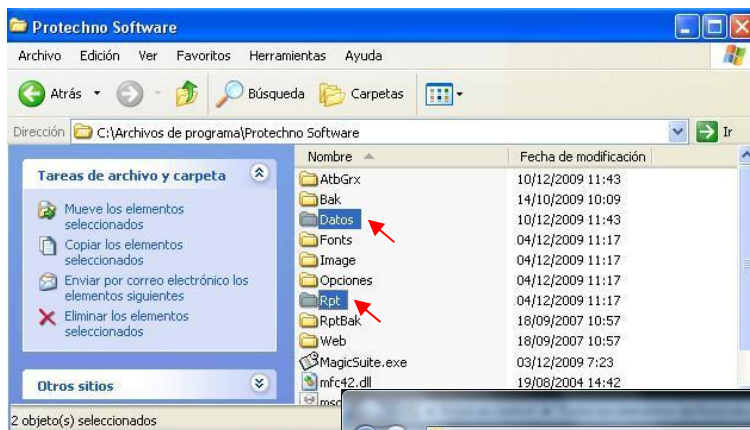 Protechno Software
Archivo Edición Ver Favoritos Herramientas Ayuda
Atrás Búsqueda Carpetas
Dirección C:\Archivos de programa\Protechno Software Ir
Nombre Fecha de modificación
Tareas de archivo y carpeta
Mueve los elementos
seleccionados
Copiar los elementos
seleccionados
Enviar por correo electrónico los
elementos siguientes
Eliminar los elementos
seleccionados
Otros sitios
AtbGrx 10/12/2009 11:43
Bak 14/10/2009 10:09
Datos 10/12/2009 11:43
Fonts 04/12/2009 11:17
Image 04/12/2009 11:17
Opciones 04/12/2009 11:17
Rpt 04/12/2009 11:17
RptBak 18/09/2007 10:57
Web 18/09/2007 10:57
MagicSuite.exe 03/12/2009 7:23
mfc42.dll 19/08/2004 14:42
2 objeto(s) seleccionados